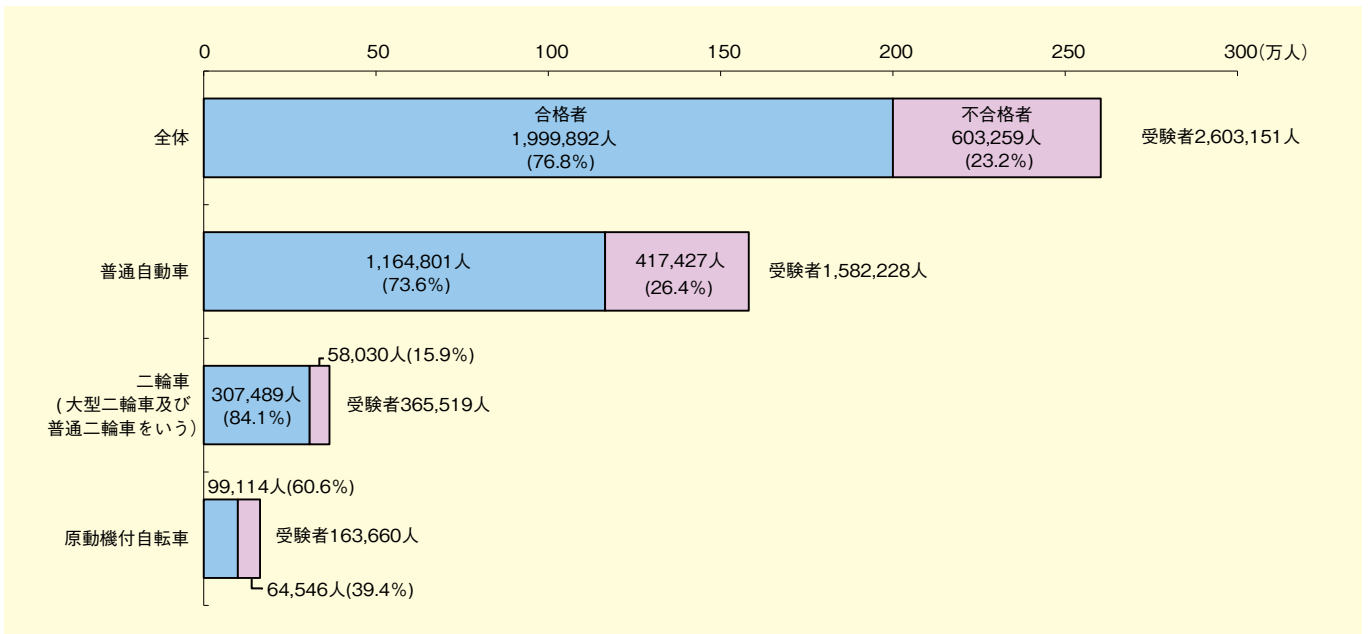 0 50 100 150 200 250 300(万人)
全体
合格者
1,999,892人
(76.8%)
不合格者
603,259人
(23.2%)
受験者2,603,151人
普通自動車
1,164,801人
(73.6%)
417,427人
(26.4%)
受験者1,582,228人
二輪車
(大型二輪車及び
普通二輪車をいう)
307,489人
(84.1%)
58,030人(15.9%)
受験者365,519人
原動機付自転車
99,114人(60.6%)
受験者163,660人
64,546人(39.4%)